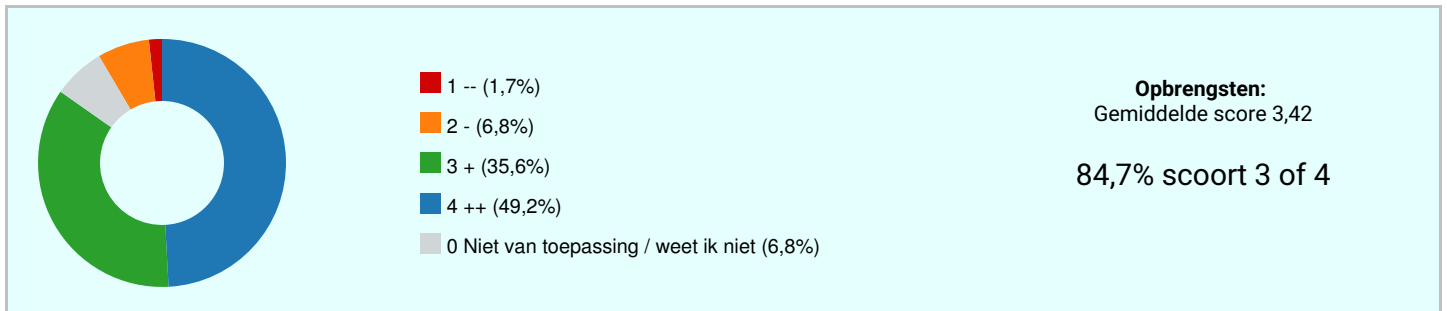 1 -- (1,7%)
2 - (6,8%)
3 + (35,6%)
4 ++ (49,2%)
0 Niet van toepassing / weet ik niet (6,8%)
Opbrengsten:
Gemiddelde score 3,42
84,7% scoort 3 of 4